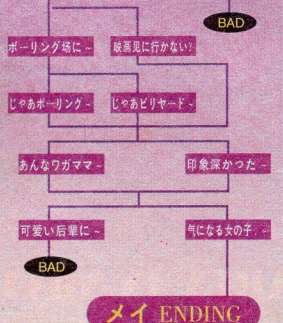 BAD
ボーリング場に~
映画見に行かない?
じゃあボーリング~
じゃあビリヤード~
あんなワガママ~
印象深かった~
可愛い后輩に~
気になる女の子、~
BAD
メイ ENDING